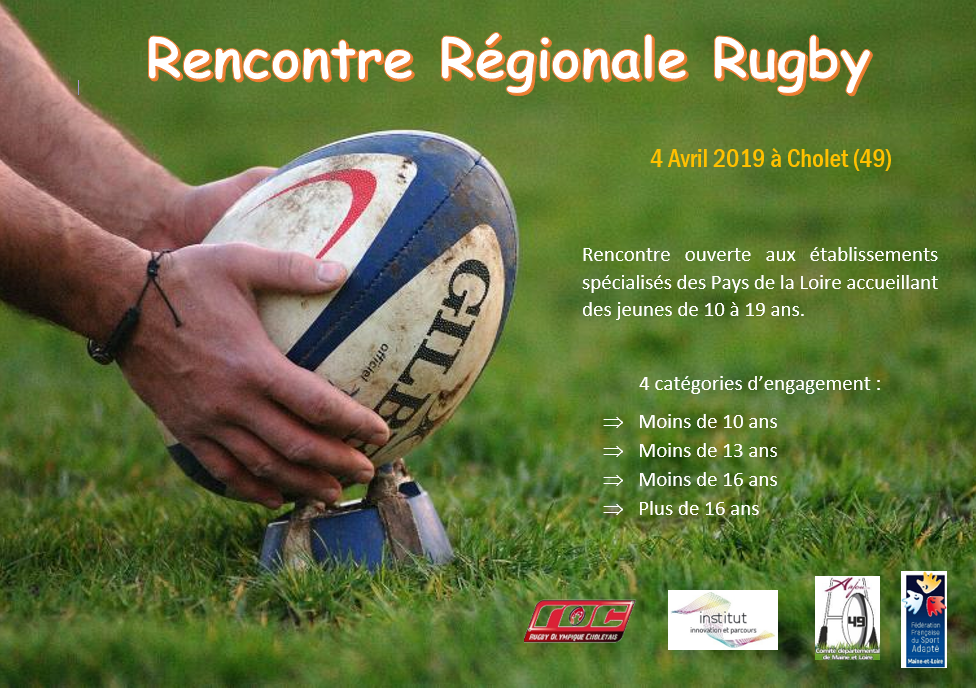 Rencontre Régionale Rugby
4 Avril 2019 à Cholet (49)
Rencontre ouverte aux établissements
spécialisés des Pays de la Loire accueillant
des jeunes de 10 à 19 ans.
4 catégories d’engagement :
⇒ Moins de 10 ans
⇒ Moins de 13 ans
⇒ Moins de 16 ans
⇒ Plus de 16 ans
GILB
officiel
ROC
RUGBY OLYMPIQUE CHOLETAIS
institut
innovation et parcours
Anjou
49
Comité départemental
de Maine et Loire
Fédération
Française
du Sport
Adapté
Maine-et-Loire